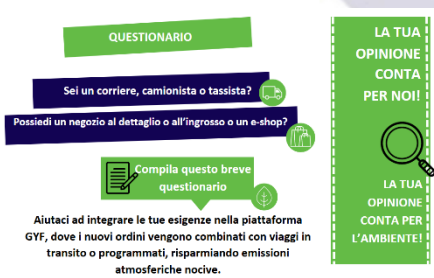 QUESTIONARIO
Sei un corriere, camionista o tassista?
Possiedi un negozio al dettaglio o all'ingrosso o un e-shop?
Compila questo breve
questionario
Aiutaci ad integrare le tue esigenze nella piattaforma
GYF, dove i nuovi ordini vengono combinati con viaggi in
transito o programmati, risparmiando emissioni
atmosferiche nocive.
LA TUA
OPINIONE
CONTA
PER NOI!
LA TUA
OPINIONE
CONTA PER
L'AMBIENTE!